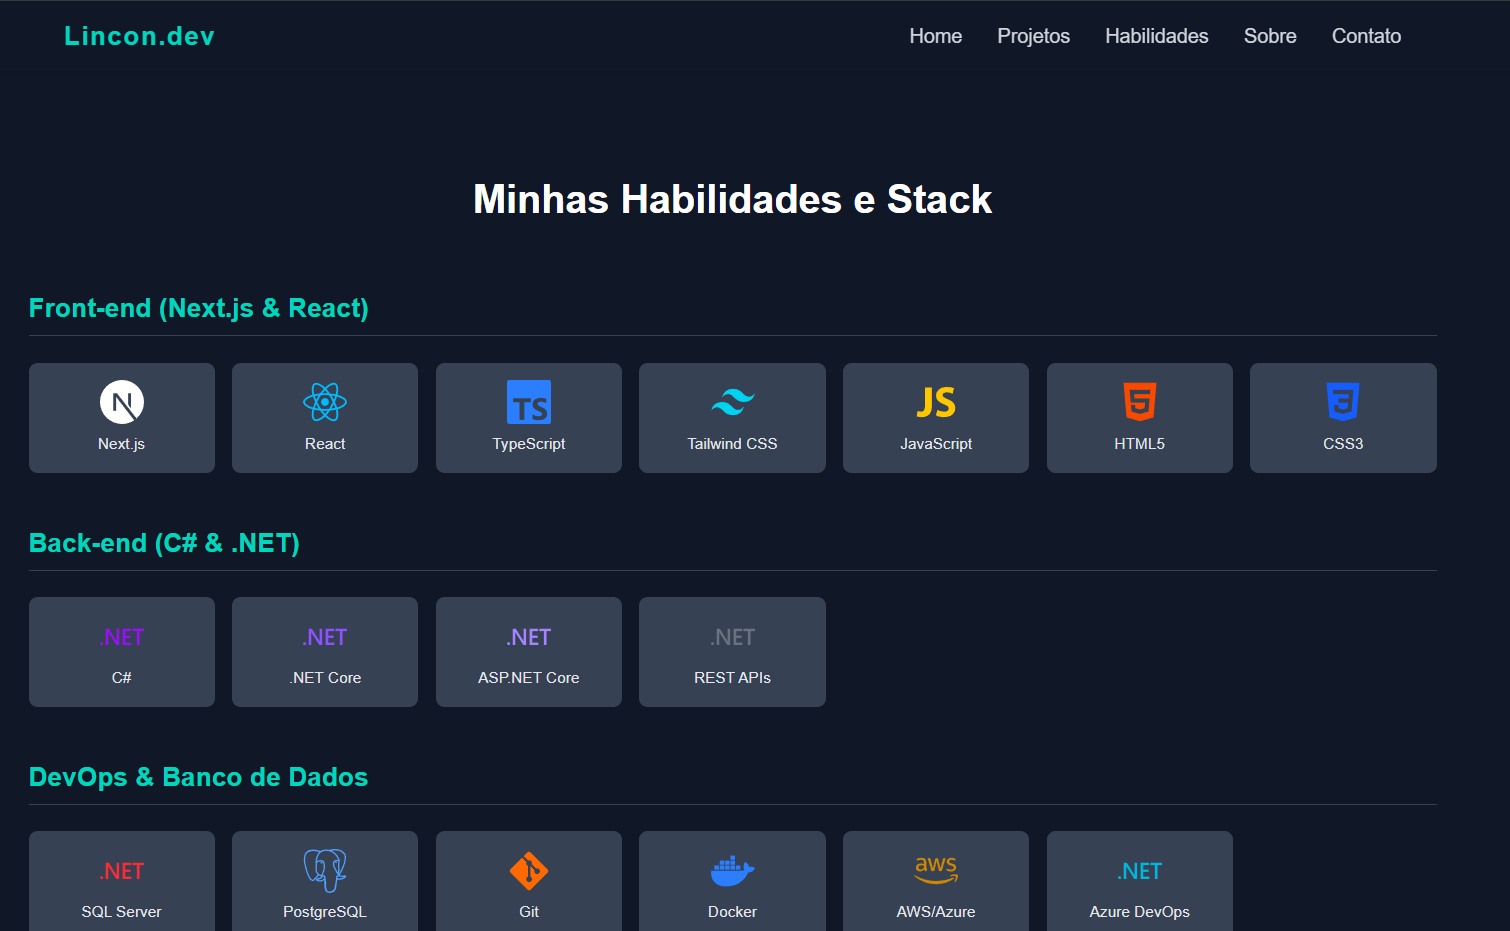 Lincon.dev Home Projetos Habilidades Sobre Contato
Minhas Habilidades e Stack
Front-end (Next.js & React)
N TS JS 5 3
Next.js React TypeScript Tailwind CSS JavaScript HTML5 CSS3
Back-end (C# & .NET)
.NET .NET .NET .NET
C# .NET Core ASP.NET Core REST APIs
DevOps & Banco de Dados
.NET aws .NET
SQL Server PostgreSQL Git Docker AWS/Azure Azure DevOps